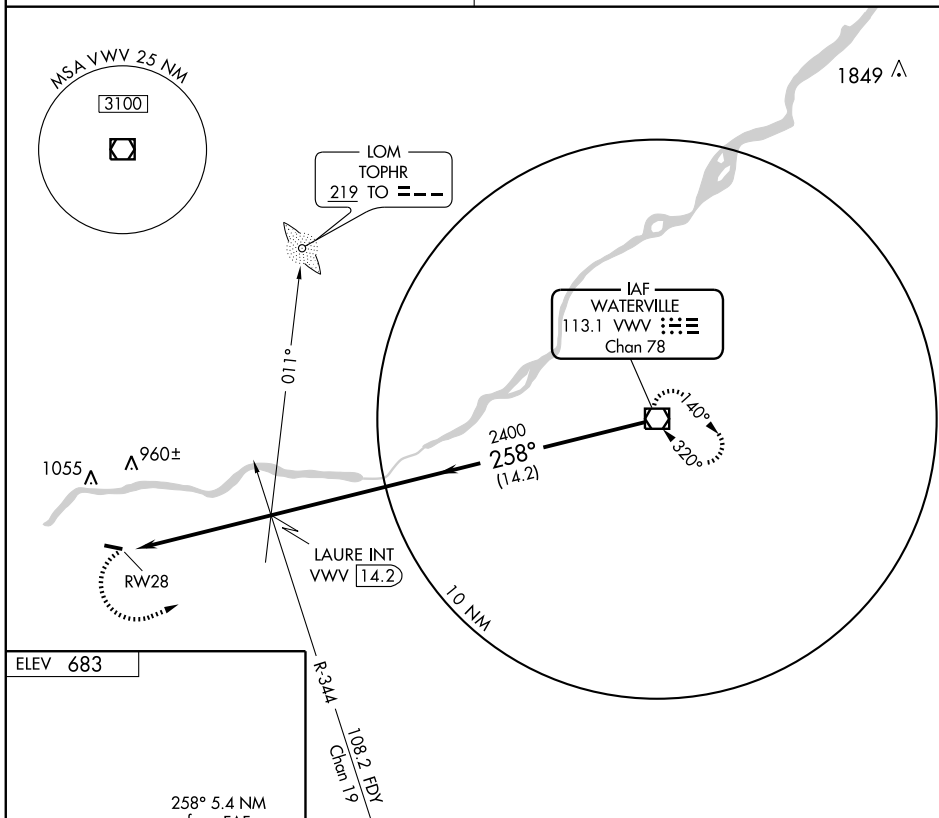 MSA VWV 25 NM
3100
1849
LOM
TOPHR
219 TO
IAF
WATERVILLE
113.1 VWV
Chan 78
011°
140°
320°
2400
258°
(14.2)
1055
960±
LAURE INT
VWV 14.2
RW28
10 NM
ELEV 683
R-344
108.2 FDY
Chan 19
258° 5.4 NM